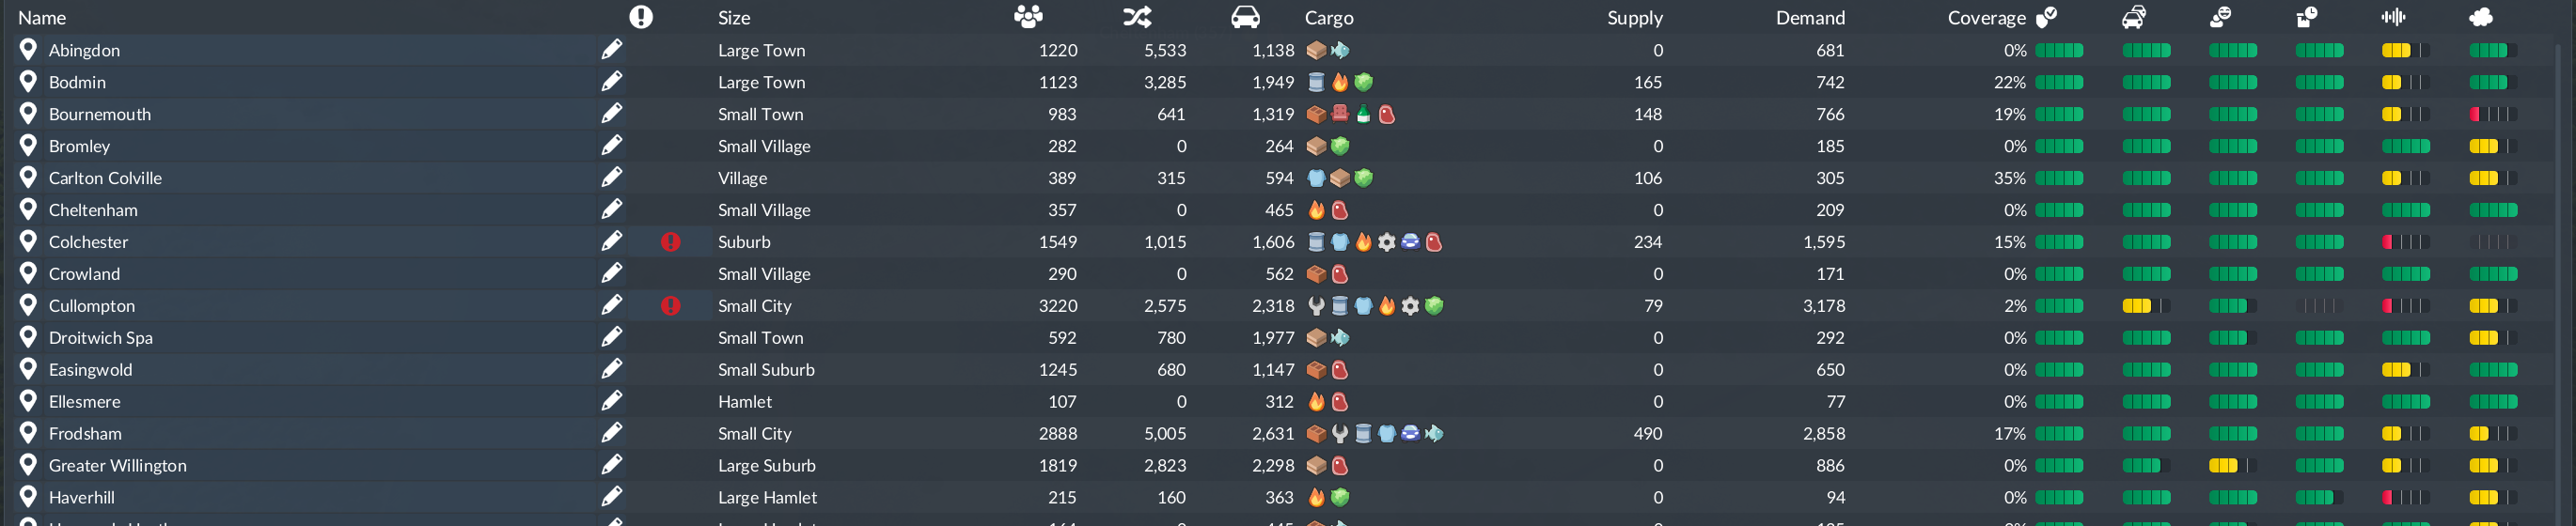 Name Size Cargo Supply Demand Coverage
Abingdon Large Town 1220 5,533 1,138 0 681 0%
Bodmin Large Town 1123 3,285 1,949 165 742 22%
Bournemouth Small Town 983 641 1,319 148 766 19%
Bromley Small Village 282 0 264 0 185 0%
Carlton Colville Village 389 315 594 106 305 35%
Cheltenham Small Village 357 0 465 0 209 0%
Colchester Suburb 1549 1,015 1,606 234 1,595 15%
Crowland Small Village 290 0 562 0 171 0%
Cullompton Small City 3220 2,575 2,318 79 3,178 2%
Droitwich Spa Small Town 592 780 1,977 0 292 0%
Easingwold Small Suburb 1245 680 1,147 0 650 0%
Ellesmere Hamlet 107 0 312 0 77 0%
Frodsham Small City 2888 5,005 2,631 490 2,858 17%
Greater Willington Large Suburb 1819 2,823 2,298 0 886 0%
Haverhill Large Hamlet 215 160 363 0 94 0%